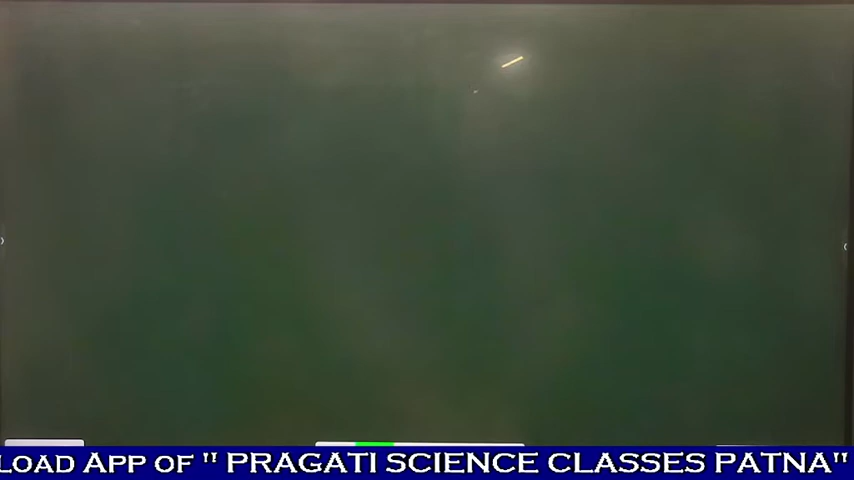 LOAD APP OF " PRAGATI SCIENCE CLASSES PATNA"